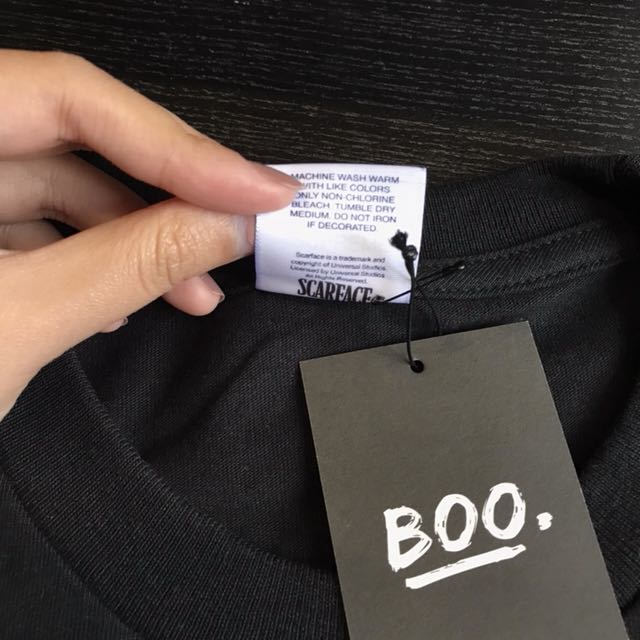 MACHINE WASH WARM
WITH LIKE COLORS
ONLY NON-CHLORINE
BLEACH. TUMBLE DRY
MEDIUM. DO NOT IRON
IF DECORATED.
Scarface is a trademark and
copyright of Universal Studios.
Licensed by Universal Studios
All Rights Reserved.
SCARFACE
BOO.